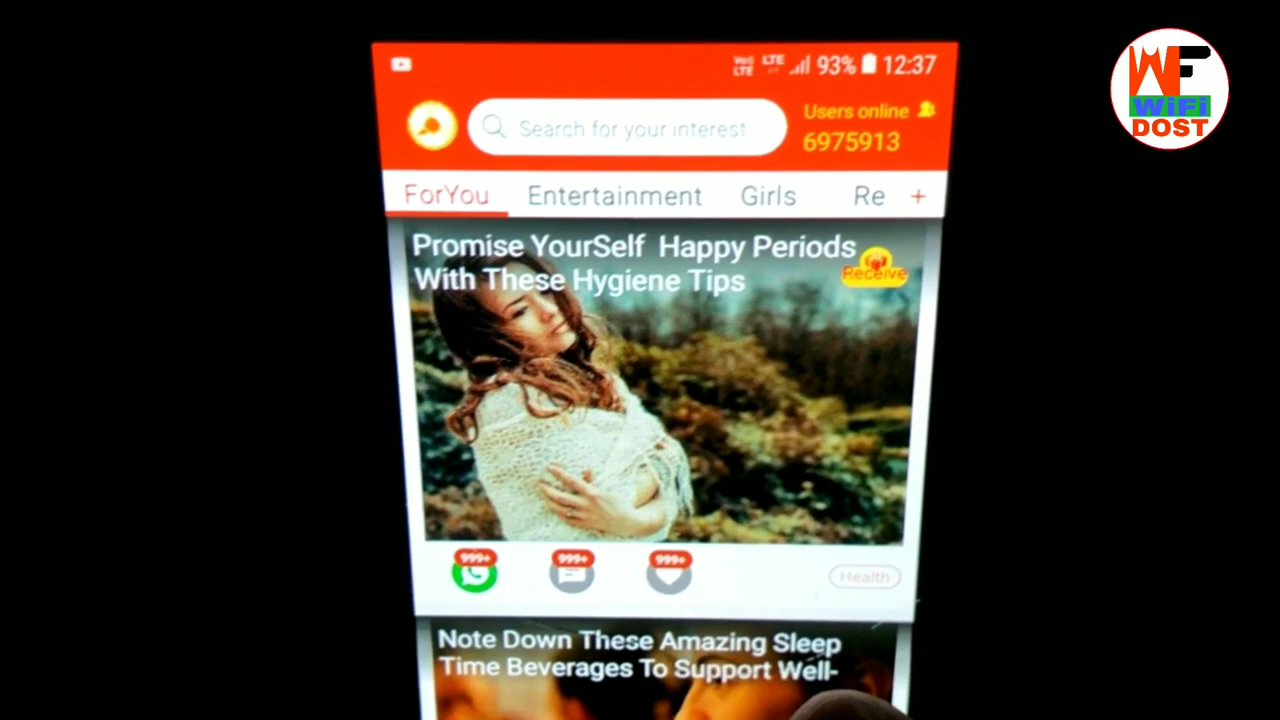 VoLTE LTE 93% 12:37
WF
WiFi
DOST
Search for your interest
Users online
6975913
ForYou Entertainment Girls Re +
Promise YourSelf Happy Periods
With These Hygiene Tips
Receive
999+ 999+ 999+
Health
Note Down These Amazing Sleep
Time Beverages To Support Well-